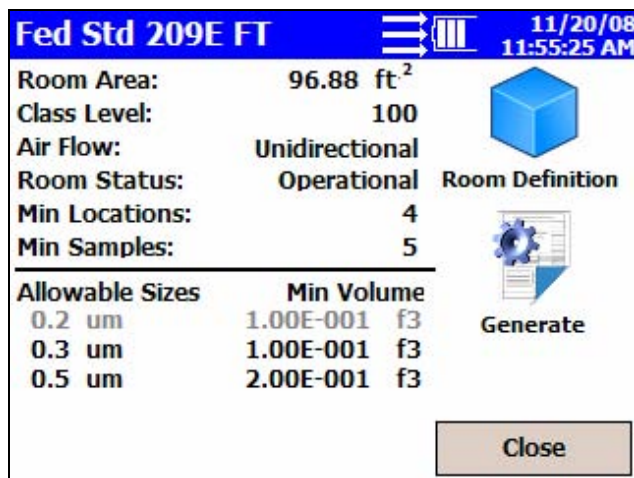 Fed Std 209E FT
11/20/08
11:55:25 AM
Room Area: 96.88 ft.²
Class Level: 100
Air Flow: Unidirectional
Room Status: Operational
Min Locations: 4
Min Samples: 5
Room Definition
Allowable Sizes Min Volume
0.2 um 1.00E-001 f3
0.3 um 1.00E-001 f3
0.5 um 2.00E-001 f3
Generate
Close